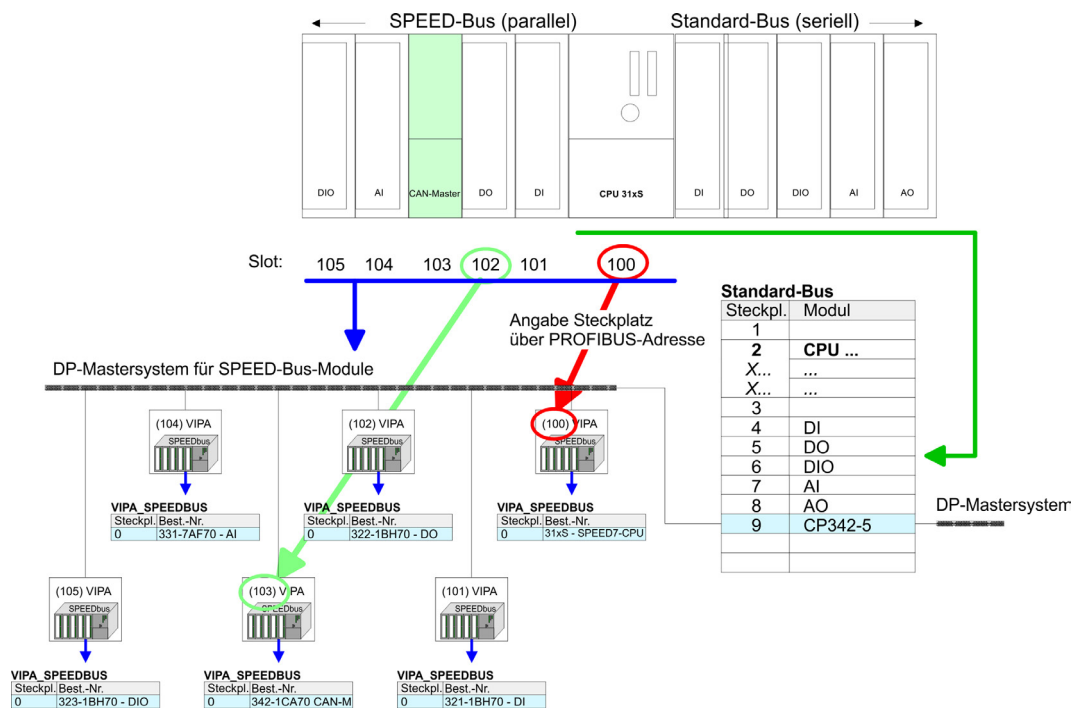 SPEED-Bus (parallel) Standard-Bus (seriell)
DIO AI CAN-Master DO DI CPU 31xS DI DO DIO AI AO
Slot: 105 104 103 102 101 100
Angabe Steckplatz
über PROFIBUS-Adresse
DP-Mastersystem für SPEED-Bus-Module
(104) VIPA
SPEEDbus
VIPA_SPEEDBUS
Steckpl. Best.-Nr.
0 331-7AF70 - AI
(102) VIPA
SPEEDbus
VIPA_SPEEDBUS
Steckpl. Best.-Nr.
0 322-1BH70 - DO
(100) VIPA
SPEEDbus
VIPA_SPEEDBUS
Steckpl. Best.-Nr.
0 31xS - SPEED7-CPU
(105) VIPA
SPEEDbus
VIPA_SPEEDBUS
Steckpl. Best.-Nr.
0 323-1BH70 - DIO
(103) VIPA
SPEEDbus
VIPA_SPEEDBUS
Steckpl. Best.-Nr.
0 342-1CA70 CAN-M
(101) VIPA
SPEEDbus
VIPA_SPEEDBUS
Steckpl. Best.-Nr.
0 321-1BH70 - DI
Standard-Bus
Steckpl. Modul
1
2 CPU ...
X... ...
X... ...
3
4 DI
5 DO
6 DIO
7 AI
8 AO
9 CP342-5
DP-Mastersystem